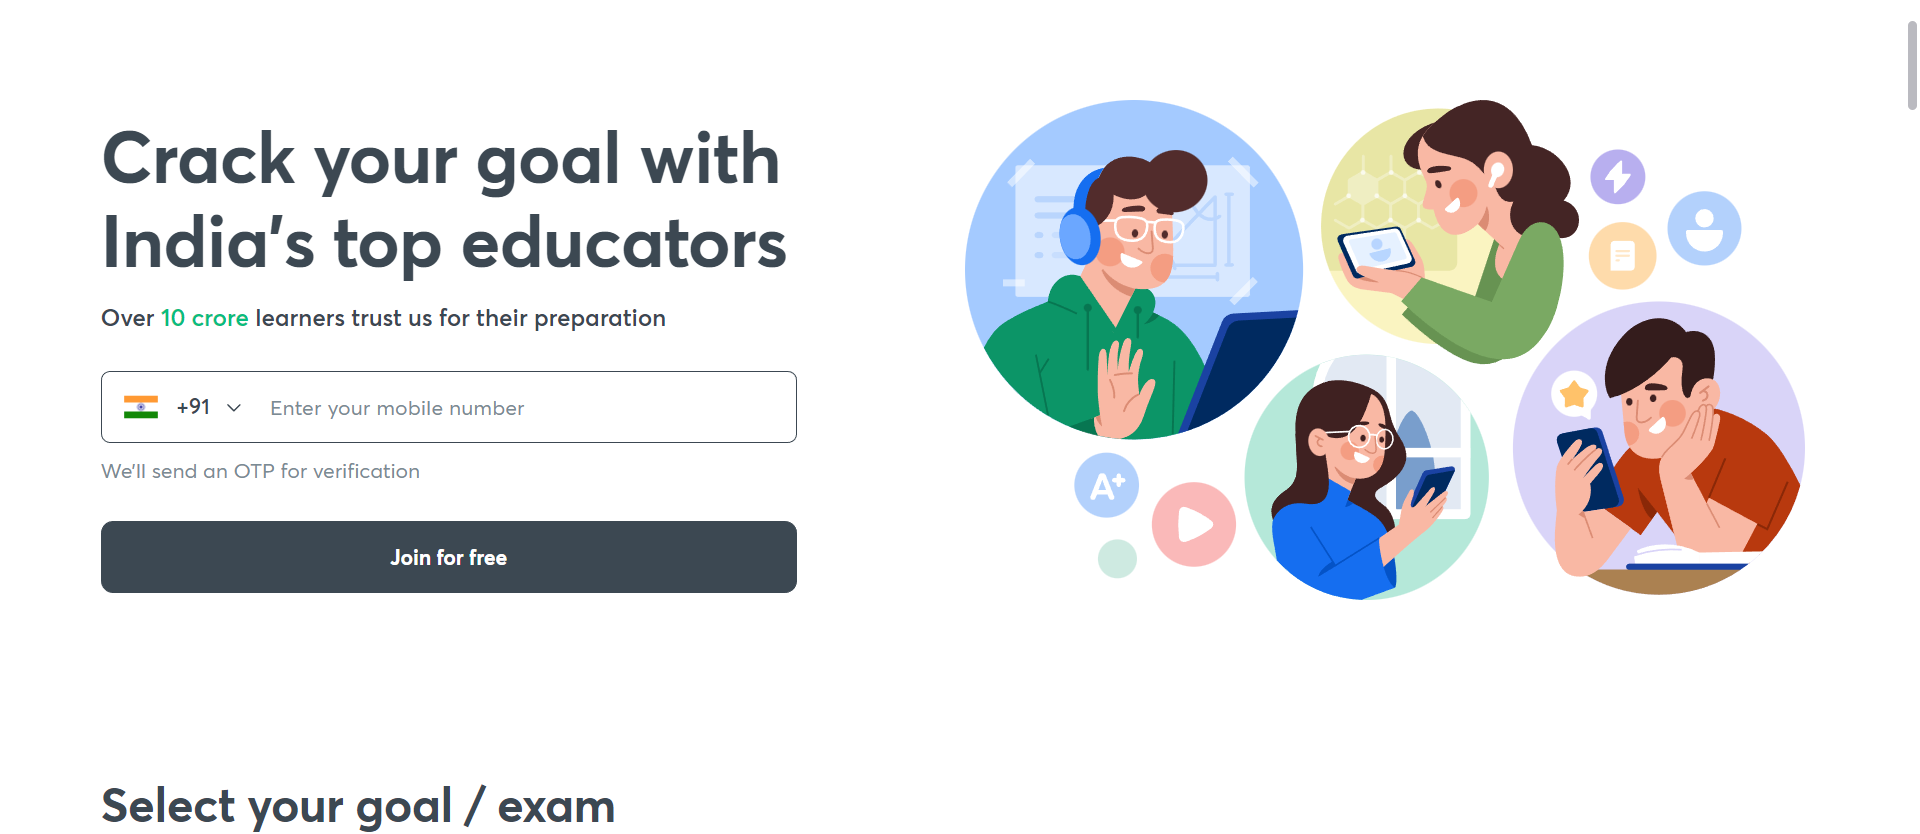 Crack your goal with
India’s top educators
Over 10 crore learners trust us for their preparation
+91 Enter your mobile number
We’ll send an OTP for verification
Join for free
A+
Select your goal / exam